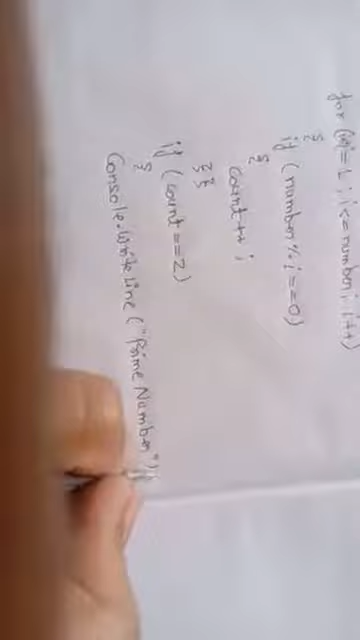 for (i=1 ; i<=number ; i++)
{
if (number % i ==0)
{
count++ ;
} }
if (count==2)
{
Console.WriteLine ("Prime Number");